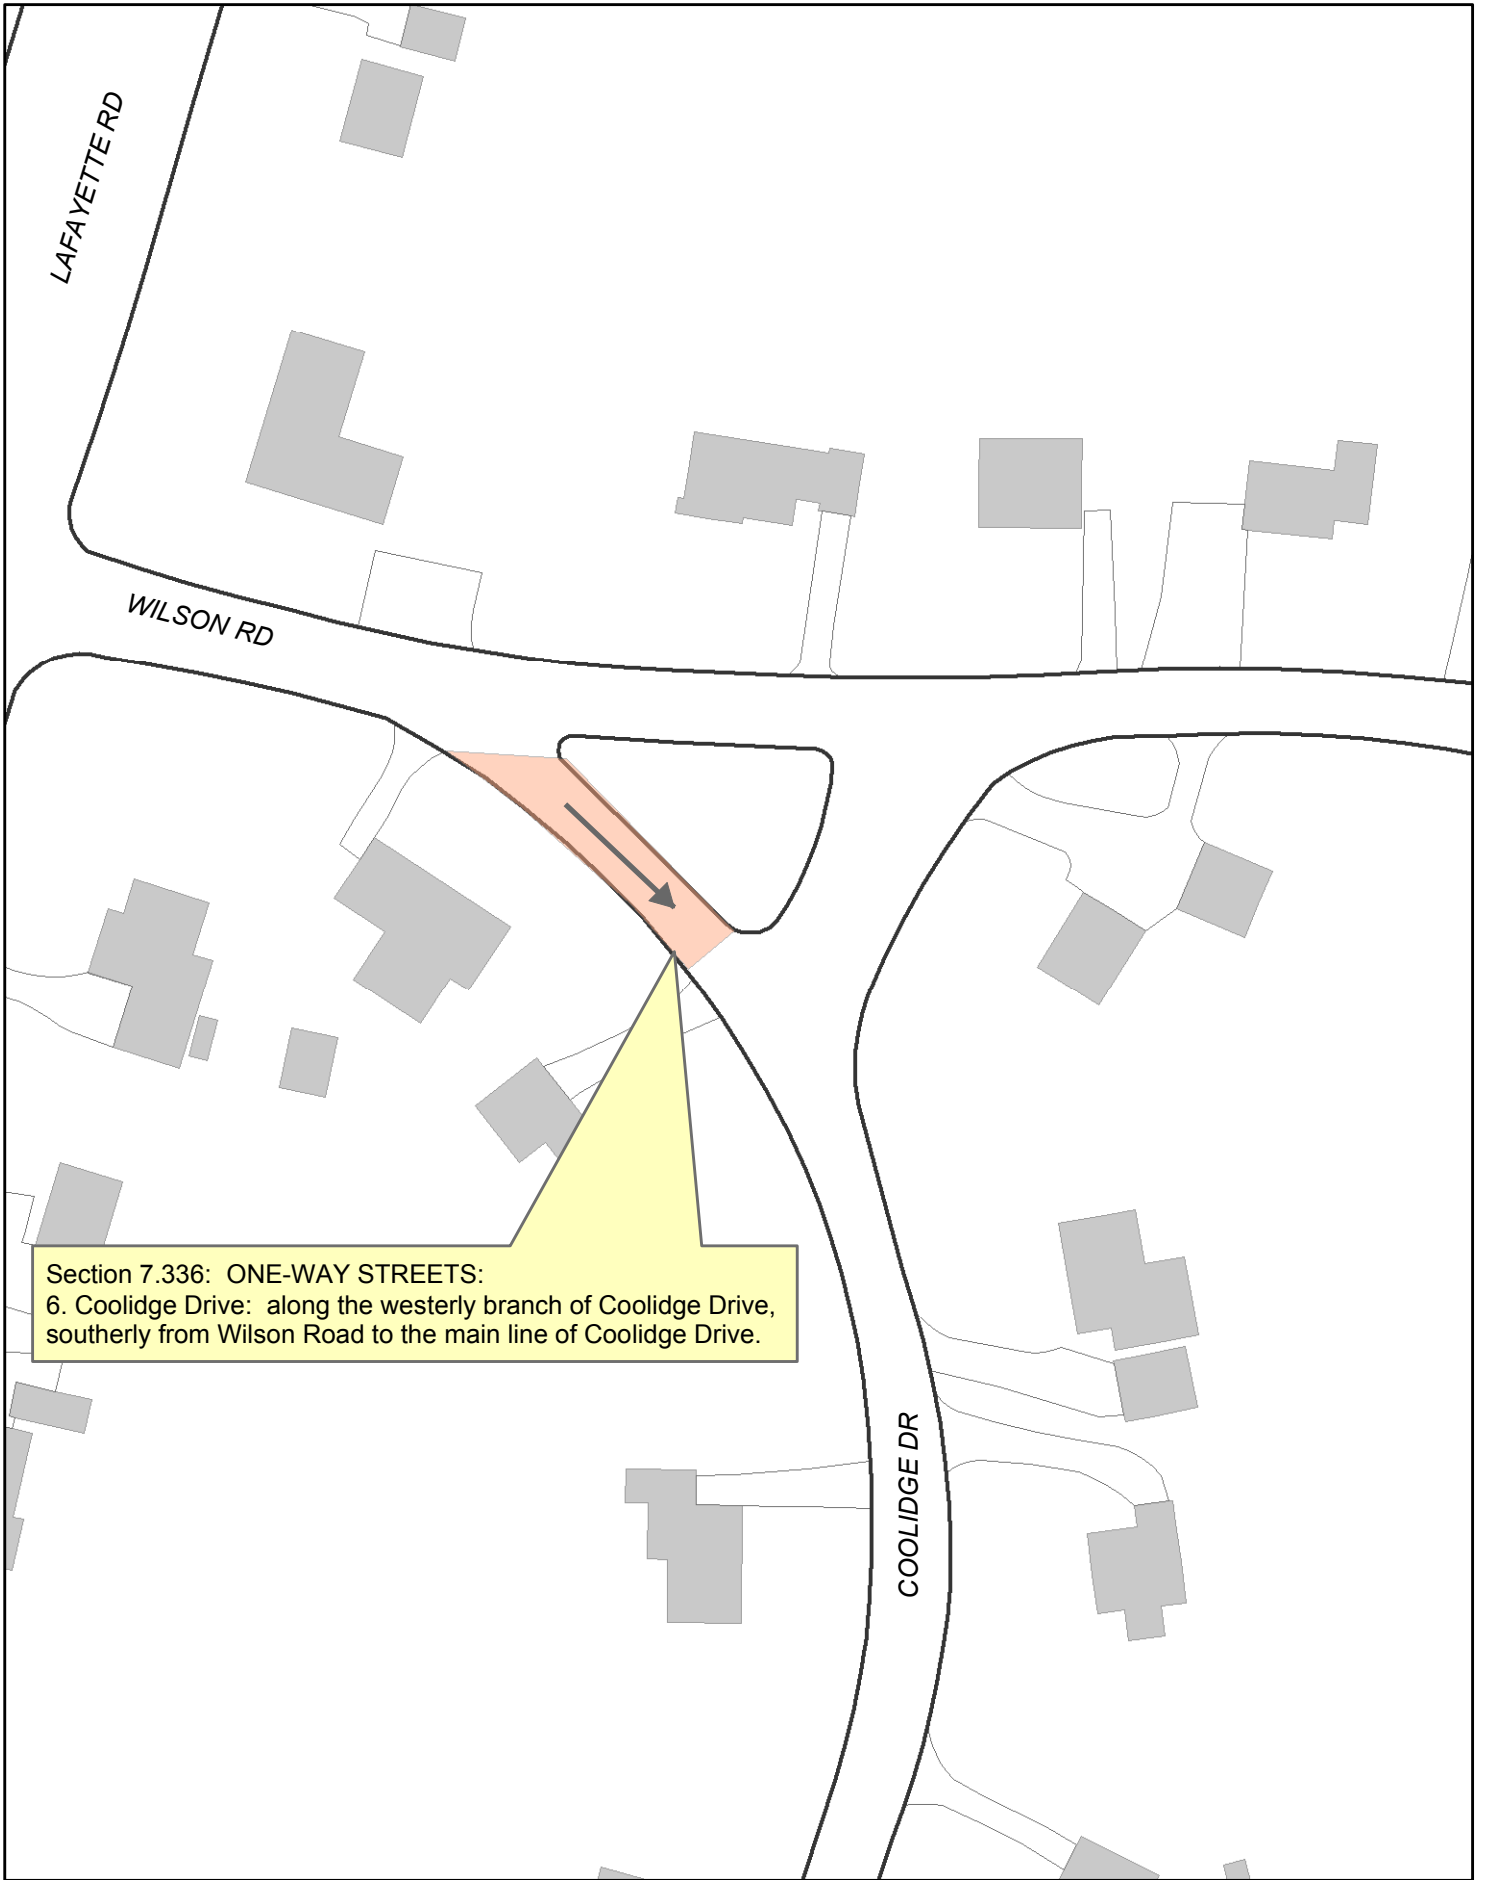 LAFAYETTE RD
WILSON RD
Section 7.336: ONE-WAY STREETS:
6. Coolidge Drive: along the westerly branch of Coolidge Drive,
southerly from Wilson Road to the main line of Coolidge Drive.
COOLIDGE DR